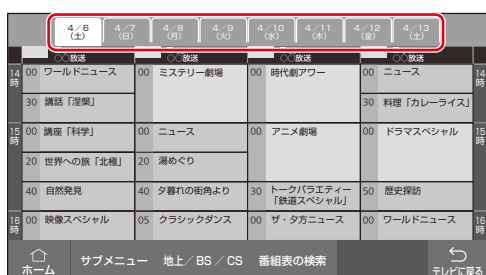 4/6 4/7 4/8 4/9 4/10 4/11 4/12 4/13
(土) (日) (月) (火) (水) (木) (金) (土)
○○放送 ○○放送 ○○放送 ○○放送
14時 00 ワールドニュース 00 ミステリー劇場 00 時代劇アワー 00 ニュース 14時
30 講話「涅槃」 30 料理「カレーライス」
15時 00 講座「科学」 00 ニュース 00 アニメ劇場 00 ドラマスペシャル 15時
20 世界への旅「北極」 20 湯めぐり
40 自然発見 40 夕暮れの街角より 30 トークバラエティー「鉄道スペシャル」 50 歴史探訪
16時 00 映像スペシャル 05 クラシックダンス 00 ザ・夕方ニュース 00 ワールドニュース 16時
ホーム サブメニュー 地上/BS/CS 番組表の検索 テレビに戻る